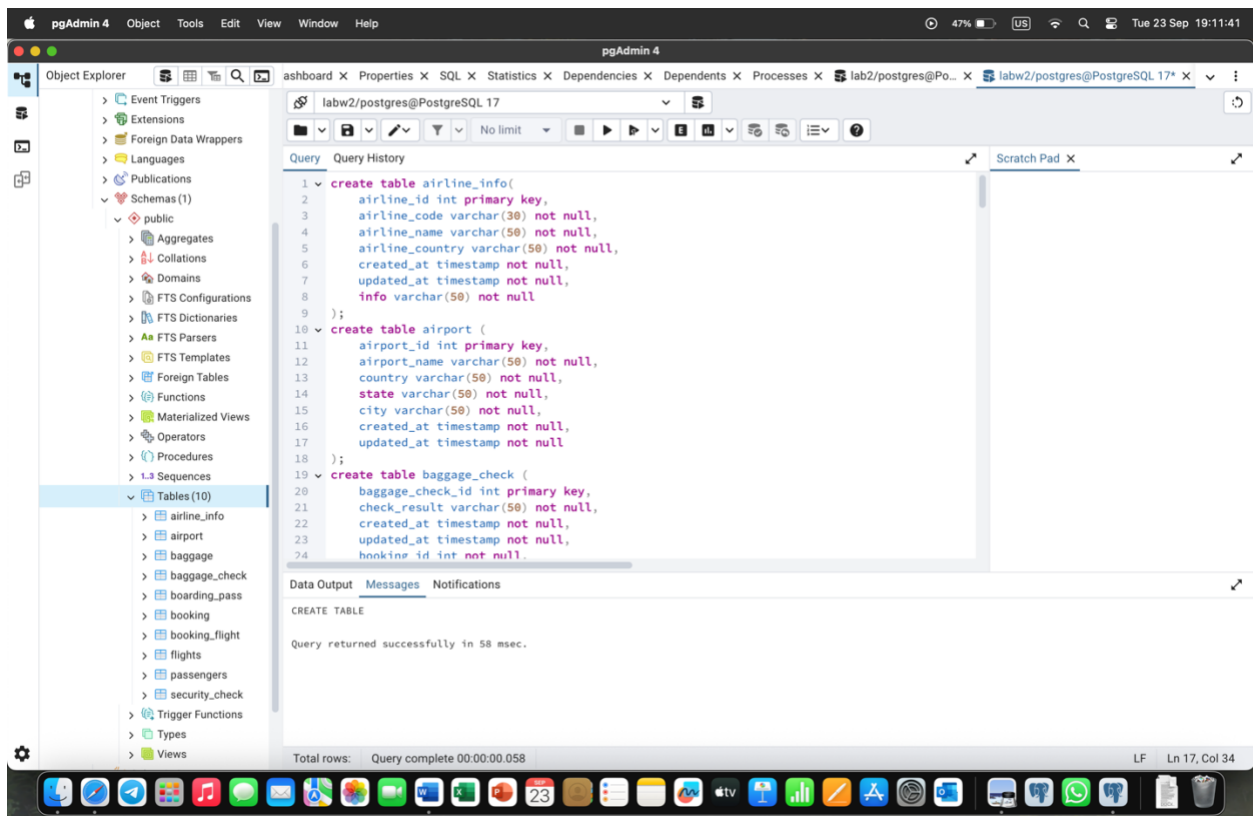 pgAdmin 4 Object Tools Edit View Window Help 47% US Tue 23 Sep 19:11:41
pgAdmin 4
Object Explorer
ashboard X Properties X SQL X Statistics X Dependencies X Dependents X Processes X lab2/postgres@Po... X labw2/postgres@PostgreSQL 17* X
Event Triggers
Extensions
Foreign Data Wrappers
Languages
Publications
Schemas (1)
public
Aggregates
Collations
Domains
FTS Configurations
FTS Dictionaries
Aa FTS Parsers
FTS Templates
Foreign Tables
Functions
Materialized Views
Operators
Procedures
1..3 Sequences
Tables (10)
airline_info
airport
baggage
baggage_check
boarding_pass
booking
booking_flight
flights
passengers
security_check
Trigger Functions
Types
Views
labw2/postgres@PostgreSQL 17
No limit
Query Query History
Scratch Pad X
1 create table airline_info(
2 airline_id int primary key,
3 airline_code varchar(30) not null,
4 airline_name varchar(50) not null,
5 airline_country varchar(50) not null,
6 created_at timestamp not null,
7 updated_at timestamp not null,
8 info varchar(50) not null
9 );
10 create table airport (
11 airport_id int primary key,
12 airport_name varchar(50) not null,
13 country varchar(50) not null,
14 state varchar(50) not null,
15 city varchar(50) not null,
16 created_at timestamp not null,
17 updated_at timestamp not null
18 );
19 create table baggage_check (
20 baggage_check_id int primary key,
21 check_result varchar(50) not null,
22 created_at timestamp not null,
23 updated_at timestamp not null,
24 booking_id int not null,
Data Output Messages Notifications
CREATE TABLE
Query returned successfully in 58 msec.
Total rows: Query complete 00:00:00.058 LF Ln 17, Col 34
SEP
23
tv